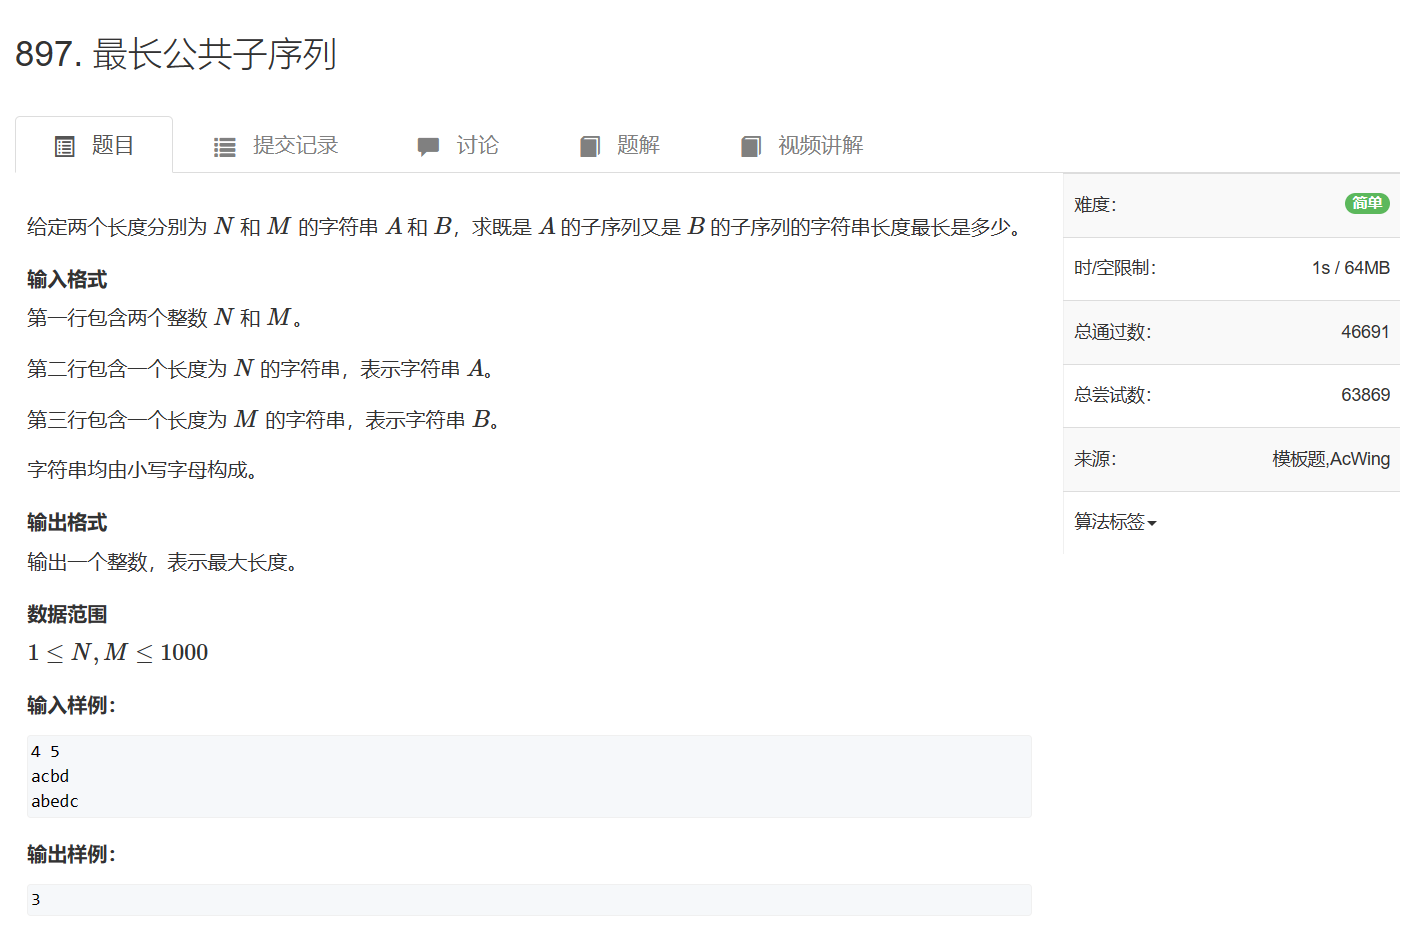 897. 最长公共子序列
题目 提交记录 讨论 题解 视频讲解
给定两个长度分别为 N 和 M 的字符串 A 和 B，求既是 A 的子序列又是 B 的子序列的字符串长度最长是多少。
输入格式
第一行包含两个整数 N 和 M。
第二行包含一个长度为 N 的字符串，表示字符串 A。
第三行包含一个长度为 M 的字符串，表示字符串 B。
字符串均由小写字母构成。
输出格式
输出一个整数，表示最大长度。
数据范围
1 ≤ N, M ≤ 1000
输入样例：
4 5
acbd
abedc
输出样例：
3
难度： 简单
时/空限制： 1s / 64MB
总通过数： 46691
总尝试数： 63869
来源： 模板题,AcWing
算法标签